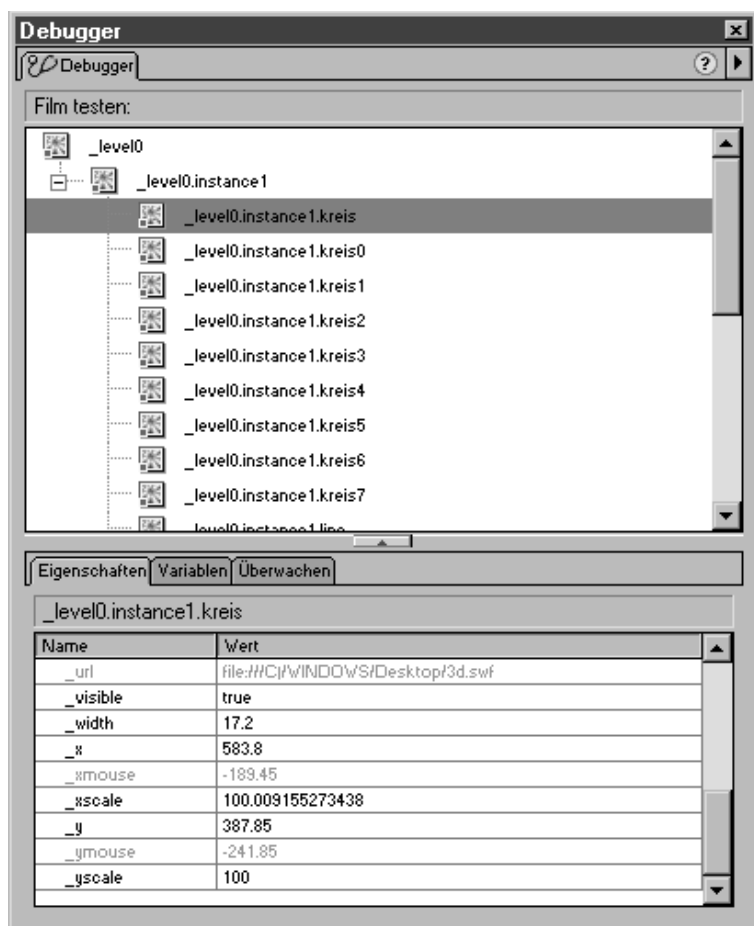 Debugger
Debugger
Film testen:
_level0
_level0.instance1
_level0.instance1.kreis
_level0.instance1.kreis0
_level0.instance1.kreis1
_level0.instance1.kreis2
_level0.instance1.kreis3
_level0.instance1.kreis4
_level0.instance1.kreis5
_level0.instance1.kreis6
_level0.instance1.kreis7
_level0.instance1.line
Eigenschaften Variablen Überwachen
_level0.instance1.kreis
Name Wert
_url file:///C|/WINDOWS/Desktop/3d.swf
_visible true
_width 17.2
_x 583.8
_xmouse -189.45
_xscale 100.009155273438
_y 387.85
_ymouse -241.85
_yscale 100